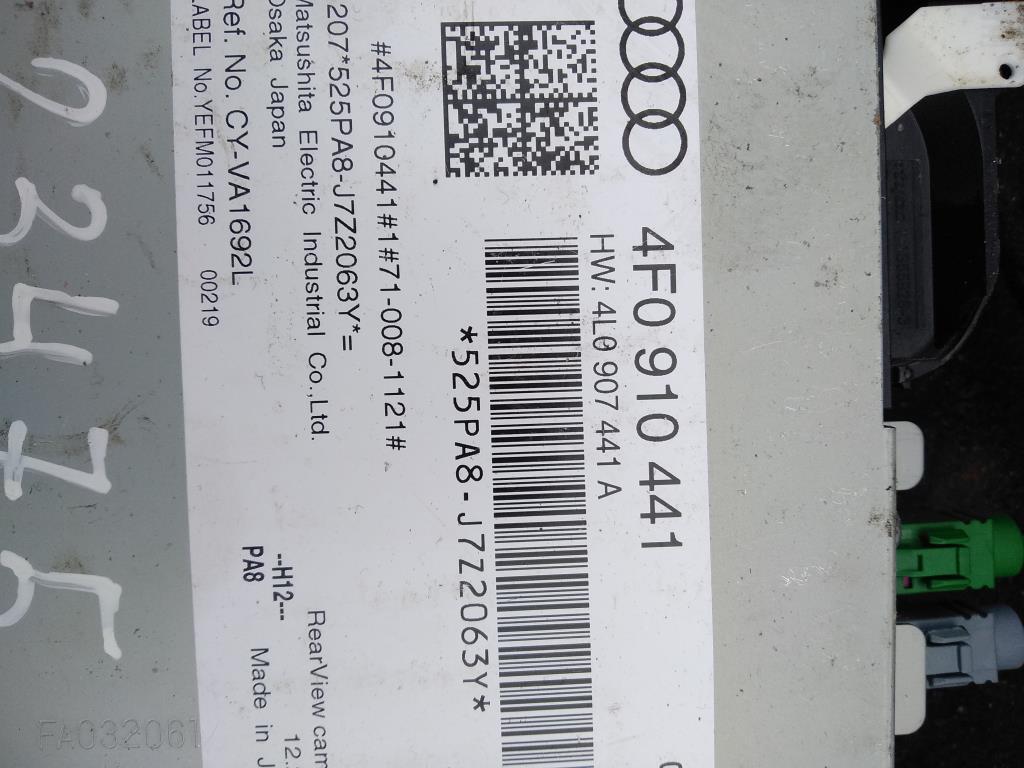 4F0 910 441
HW: 4L0 907 441 A
*525PA8-J7Z2063Y*
#4F0910441#1#71-008-1121#
207*525PA8-J7Z2063Y*=
Matsushita Electric Industrial Co.,Ltd.
Osaka Japan
RearView cam
12.
--H12---
PA8 Made in J
Ref. No. CY-VA1692L
LABEL No.YEFM011756 00219
23475
FA032061